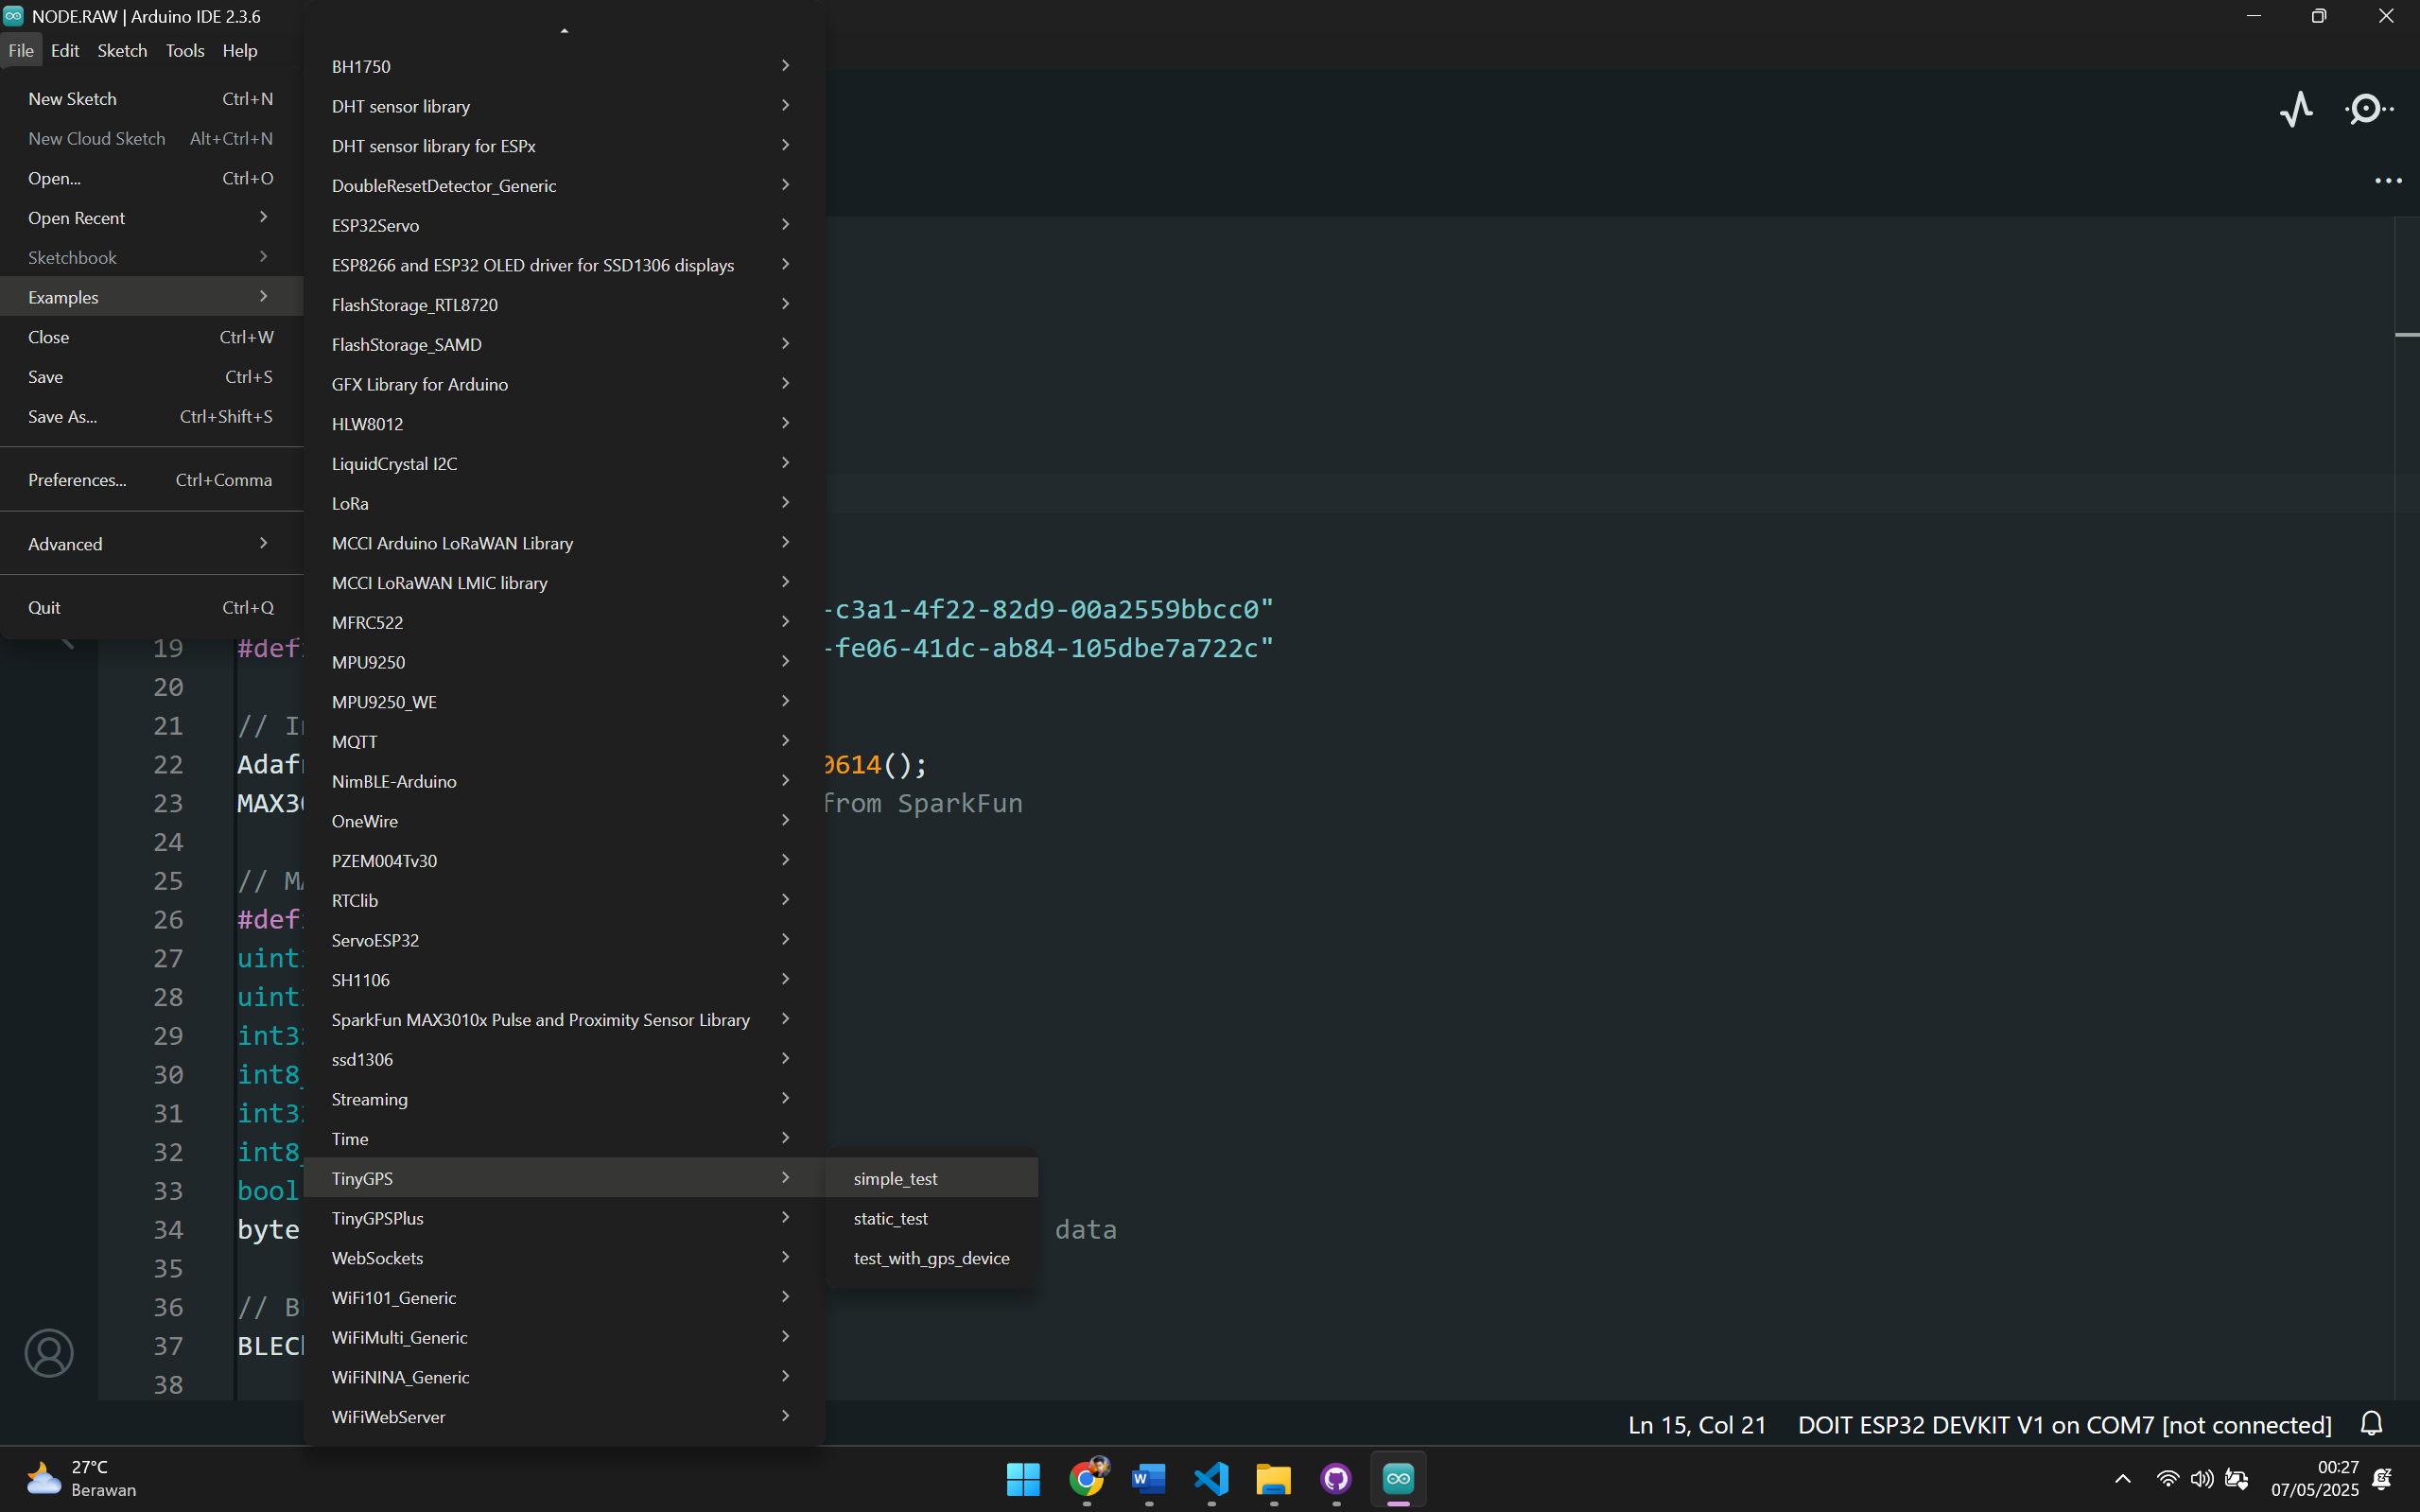 NODE.RAW | Arduino IDE 2.3.6
File Edit Sketch Tools Help
New Sketch Ctrl+N
New Cloud Sketch Alt+Ctrl+N
Open... Ctrl+O
Open Recent
Sketchbook
Examples
Close Ctrl+W
Save Ctrl+S
Save As... Ctrl+Shift+S
Preferences... Ctrl+Comma
Advanced
Quit Ctrl+Q
BH1750
DHT sensor library
DHT sensor library for ESPx
DoubleResetDetector_Generic
ESP32Servo
ESP8266 and ESP32 OLED driver for SSD1306 displays
FlashStorage_RTL8720
FlashStorage_SAMD
GFX Library for Arduino
HLW8012
LiquidCrystal I2C
LoRa
MCCI Arduino LoRaWAN Library
MCCI LoRaWAN LMIC library
MFRC522
MPU9250
MPU9250_WE
MQTT
NimBLE-Arduino
OneWire
PZEM004Tv30
RTClib
ServoESP32
SH1106
SparkFun MAX3010x Pulse and Proximity Sensor Library
ssd1306
Streaming
Time
TinyGPS
TinyGPSPlus
WebSockets
WiFi101_Generic
WiFiMulti_Generic
WiFiNINA_Generic
WiFiWebServer
simple_test
static_test
test_with_gps_device
-c3a1-4f22-82d9-00a2559bbcc0"
19 #def -fe06-41dc-ab84-105dbe7a722c"
20
21 // I
22 Adaf 0614();
23 MAX3 from SparkFun
24
25 // M
26 #def
27 uint
28 uint
29 int3
30 int8_
31 int3
32 int8_
33 bool
34 byte data
35
36 // B
37 BLEC
38
Ln 15, Col 21 DOIT ESP32 DEVKIT V1 on COM7 [not connected]
27°C
Berawan
00:27
07/05/2025